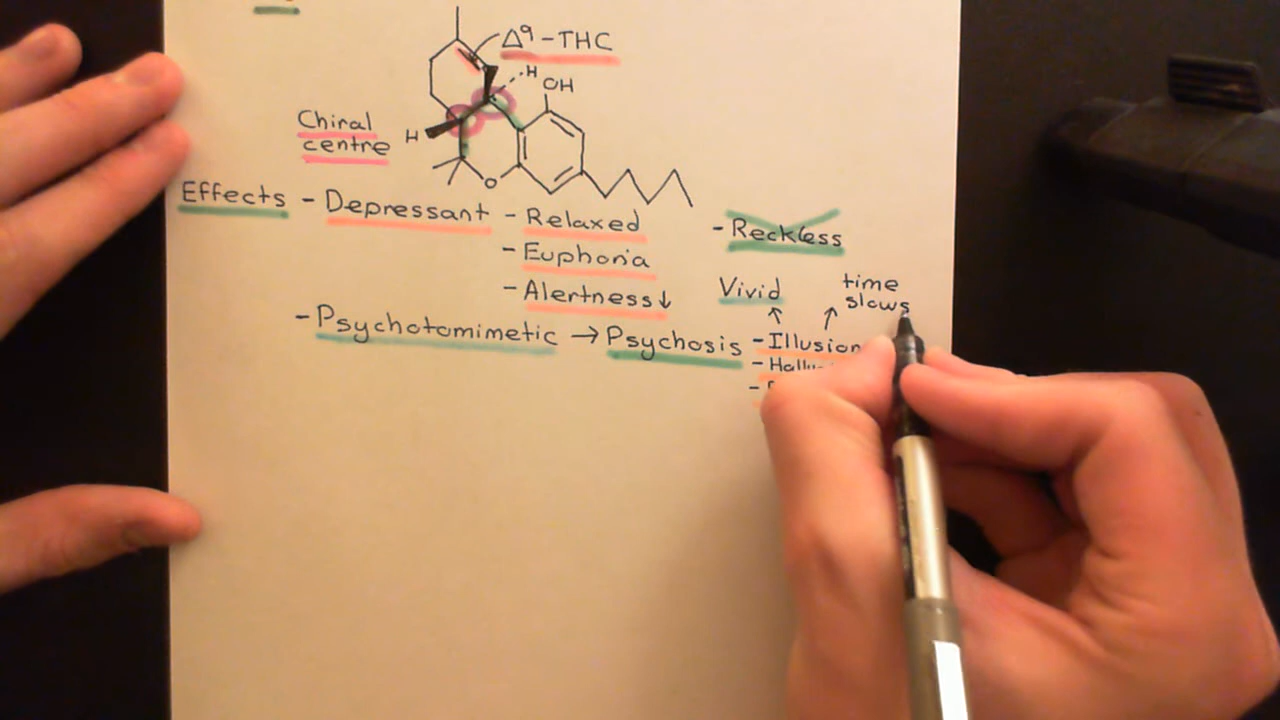 Δ⁹-THC
H
OH
Chiral
centre
H
O
Effects - Depressant - Relaxed
- Reckless
- Euphoria
- Alertness↓
Vivid
time
slows
- Psychotomimetic → Psychosis - Illusion
-
-